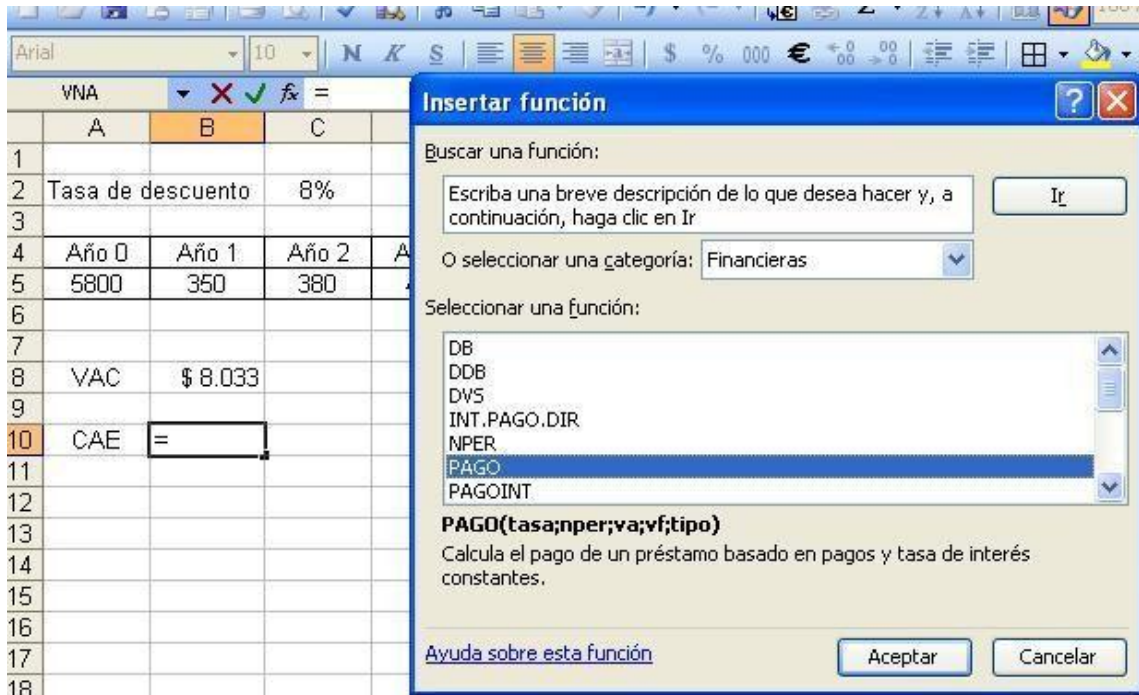 Arial 10 N K S $ % 000 €
VNA fx =
A B C
1
2 Tasa de descuento 8%
3
4 Año 0 Año 1 Año 2 A
5 5800 350 380
6
7
8 VAC $ 8.033
9
10 CAE =
11
12
13
14
15
16
17
18
Insertar función
Buscar una función:
Escriba una breve descripción de lo que desea hacer y, a
continuación, haga clic en Ir
Ir
O seleccionar una categoría: Financieras
Seleccionar una función:
DB
DDB
DVS
INT.PAGO.DIR
NPER
PAGO
PAGOINT
PAGO(tasa;nper;va;vf;tipo)
Calcula el pago de un préstamo basado en pagos y tasa de interés
constantes.
Ayuda sobre esta función
Aceptar Cancelar